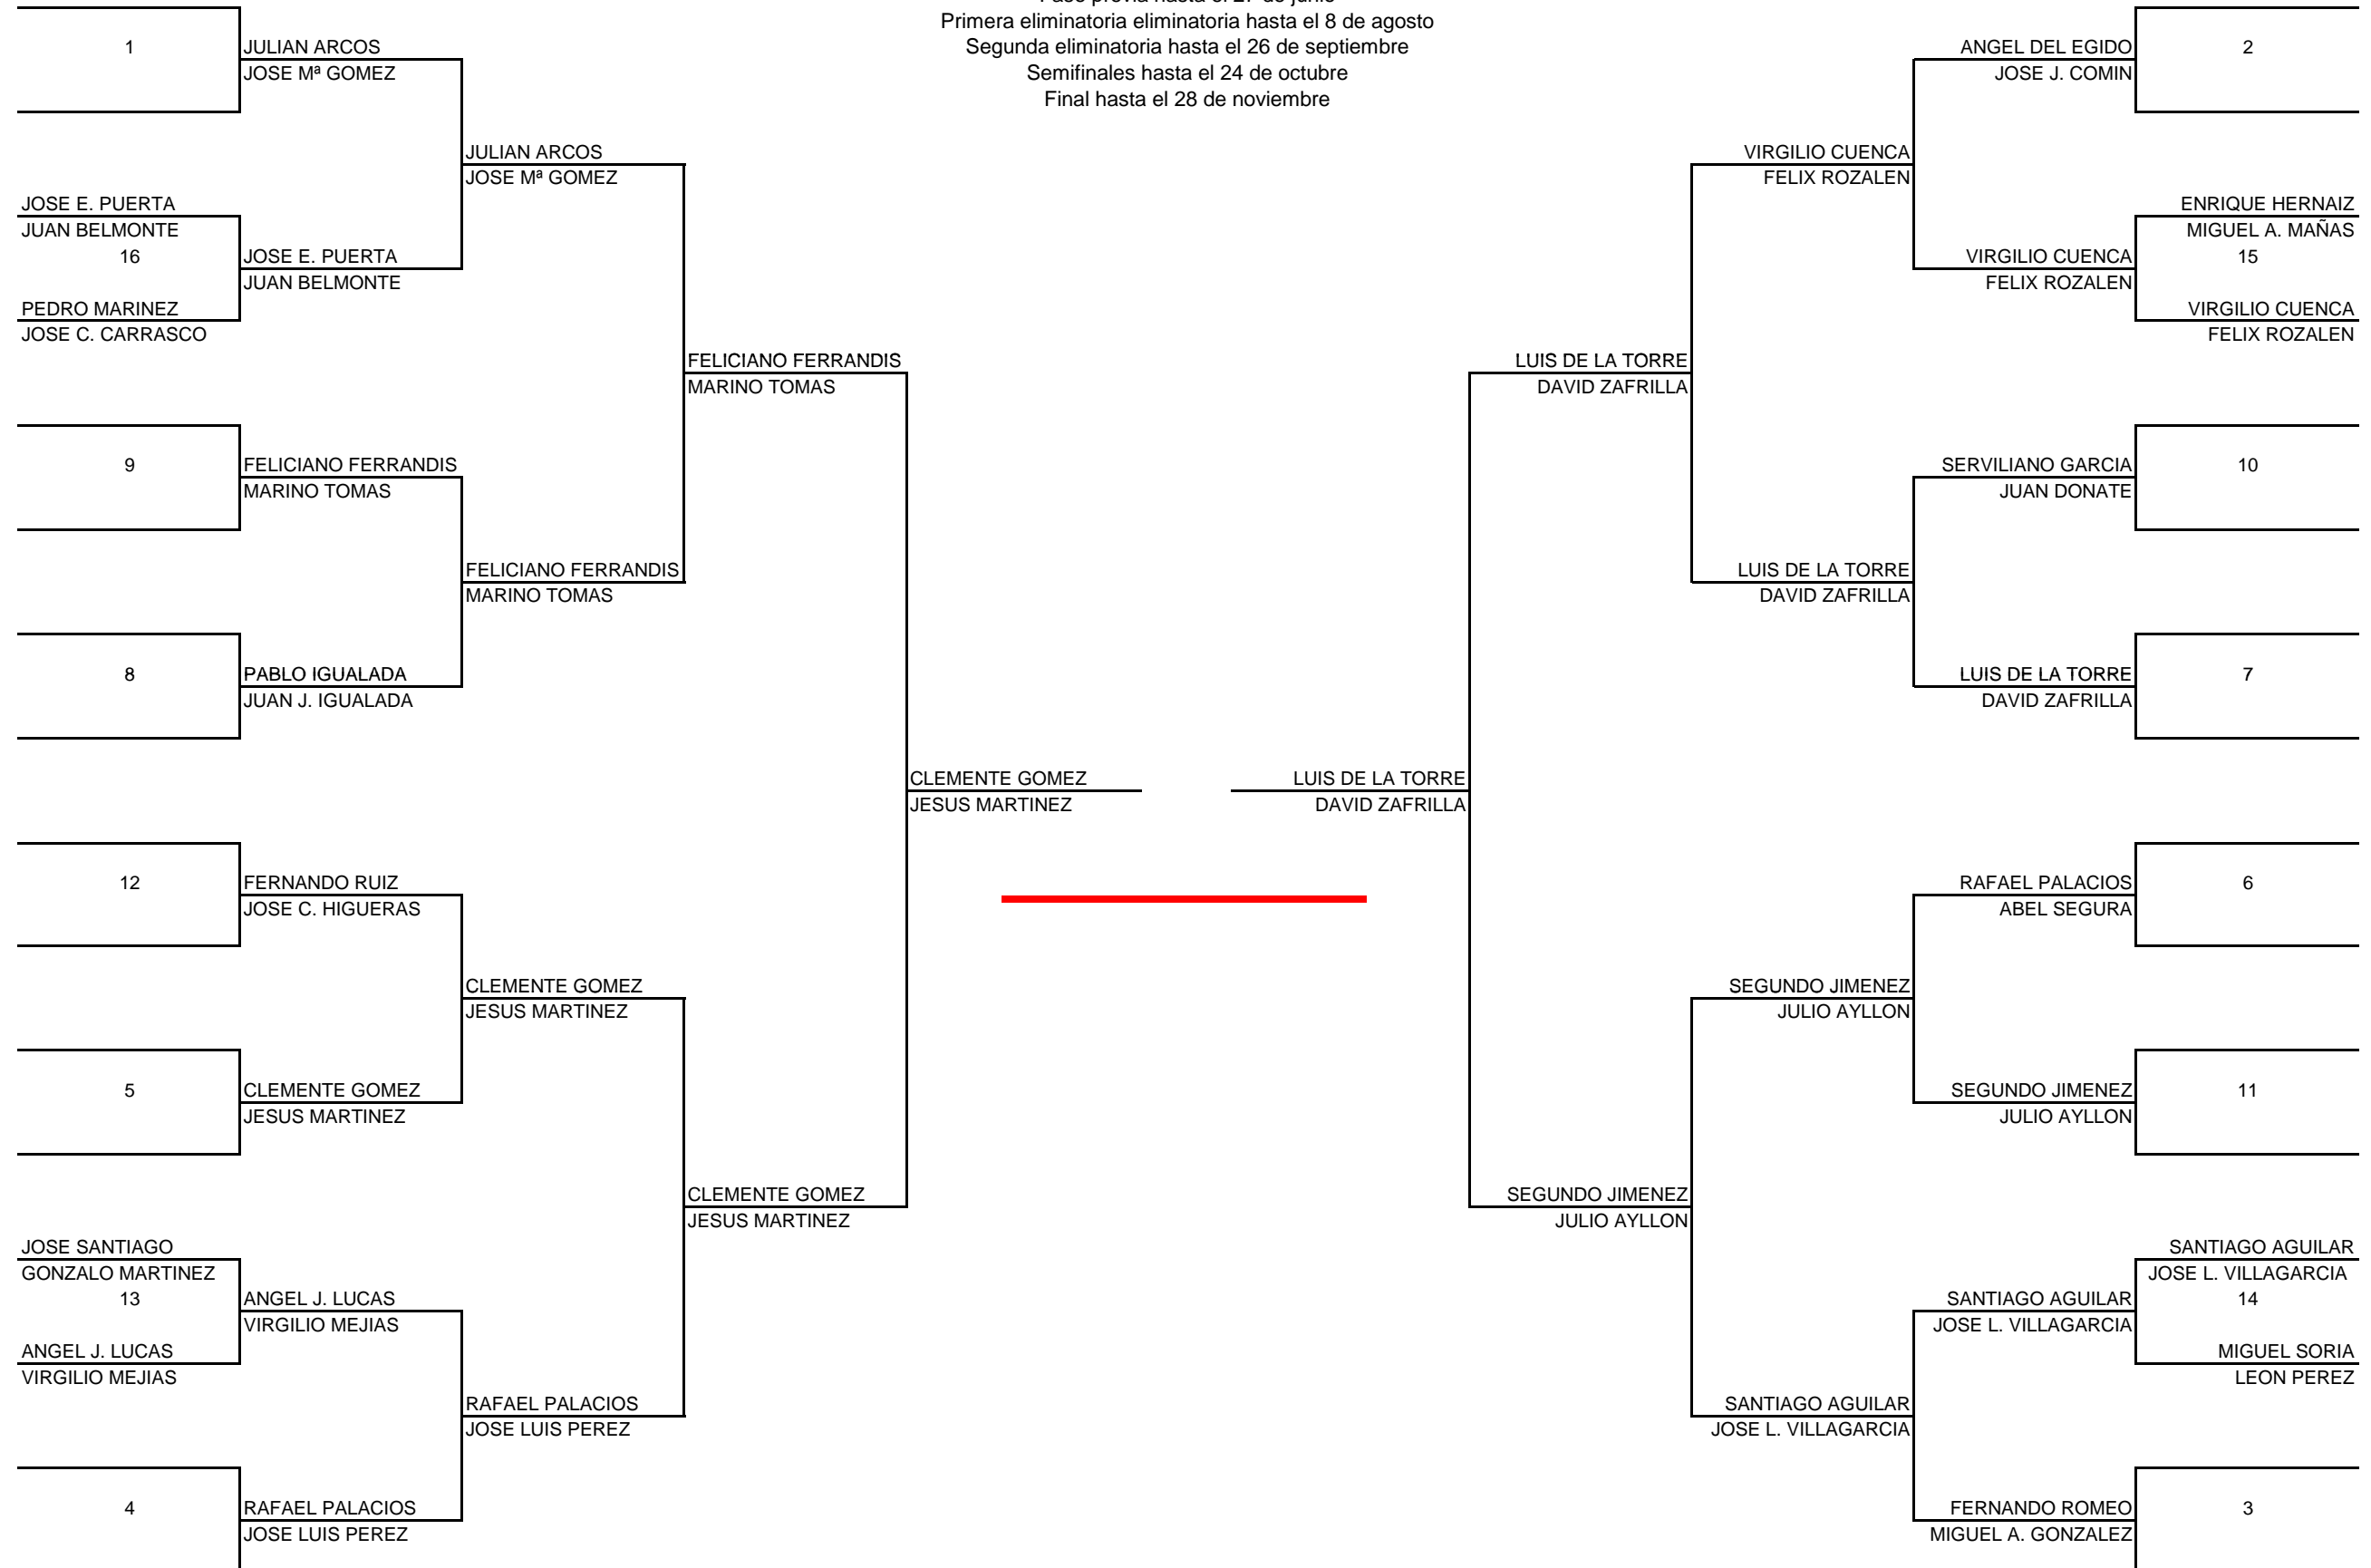 Fase previa hasta el 27 de junio
Primera eliminatoria eliminatoria hasta el 8 de agosto
Segunda eliminatoria hasta el 26 de septiembre
Semifinales hasta el 24 de octubre
Final hasta el 28 de noviembre
1
JULIAN ARCOS
JOSE Mª GOMEZ
JULIAN ARCOS
JOSE Mª GOMEZ
JOSE E. PUERTA
JUAN BELMONTE
16
JOSE E. PUERTA
JUAN BELMONTE
PEDRO MARINEZ
JOSE C. CARRASCO
FELICIANO FERRANDIS
MARINO TOMAS
9
FELICIANO FERRANDIS
MARINO TOMAS
FELICIANO FERRANDIS
MARINO TOMAS
8
PABLO IGUALADA
JUAN J. IGUALADA
CLEMENTE GOMEZ
JESUS MARTINEZ
12
FERNANDO RUIZ
JOSE C. HIGUERAS
CLEMENTE GOMEZ
JESUS MARTINEZ
5
CLEMENTE GOMEZ
JESUS MARTINEZ
CLEMENTE GOMEZ
JESUS MARTINEZ
JOSE SANTIAGO
GONZALO MARTINEZ
13
ANGEL J. LUCAS
VIRGILIO MEJIAS
ANGEL J. LUCAS
VIRGILIO MEJIAS
RAFAEL PALACIOS
JOSE LUIS PEREZ
4
RAFAEL PALACIOS
JOSE LUIS PEREZ
ANGEL DEL EGIDO
JOSE J. COMIN
2
VIRGILIO CUENCA
FELIX ROZALEN
ENRIQUE HERNAIZ
MIGUEL A. MAÑAS
VIRGILIO CUENCA
FELIX ROZALEN
15
VIRGILIO CUENCA
FELIX ROZALEN
LUIS DE LA TORRE
DAVID ZAFRILLA
SERVILIANO GARCIA
JUAN DONATE
10
LUIS DE LA TORRE
DAVID ZAFRILLA
LUIS DE LA TORRE
DAVID ZAFRILLA
7
LUIS DE LA TORRE
DAVID ZAFRILLA
RAFAEL PALACIOS
ABEL SEGURA
6
SEGUNDO JIMENEZ
JULIO AYLLON
SEGUNDO JIMENEZ
JULIO AYLLON
11
SEGUNDO JIMENEZ
JULIO AYLLON
SANTIAGO AGUILAR
JOSE L. VILLAGARCIA
SANTIAGO AGUILAR
JOSE L. VILLAGARCIA
14
MIGUEL SORIA
LEON PEREZ
SANTIAGO AGUILAR
JOSE L. VILLAGARCIA
FERNANDO ROMEO
MIGUEL A. GONZALEZ
3